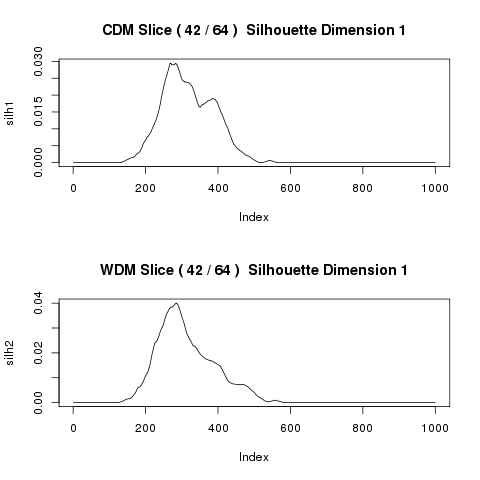 CDM Slice ( 42 / 64 )  Silhouette Dimension 1
silh1
0.030
0.015
0.000
0 200 400 600 800 1000
Index
WDM Slice ( 42 / 64 )  Silhouette Dimension 1
silh2
0.04
0.02
0.00
0 200 400 600 800 1000
Index